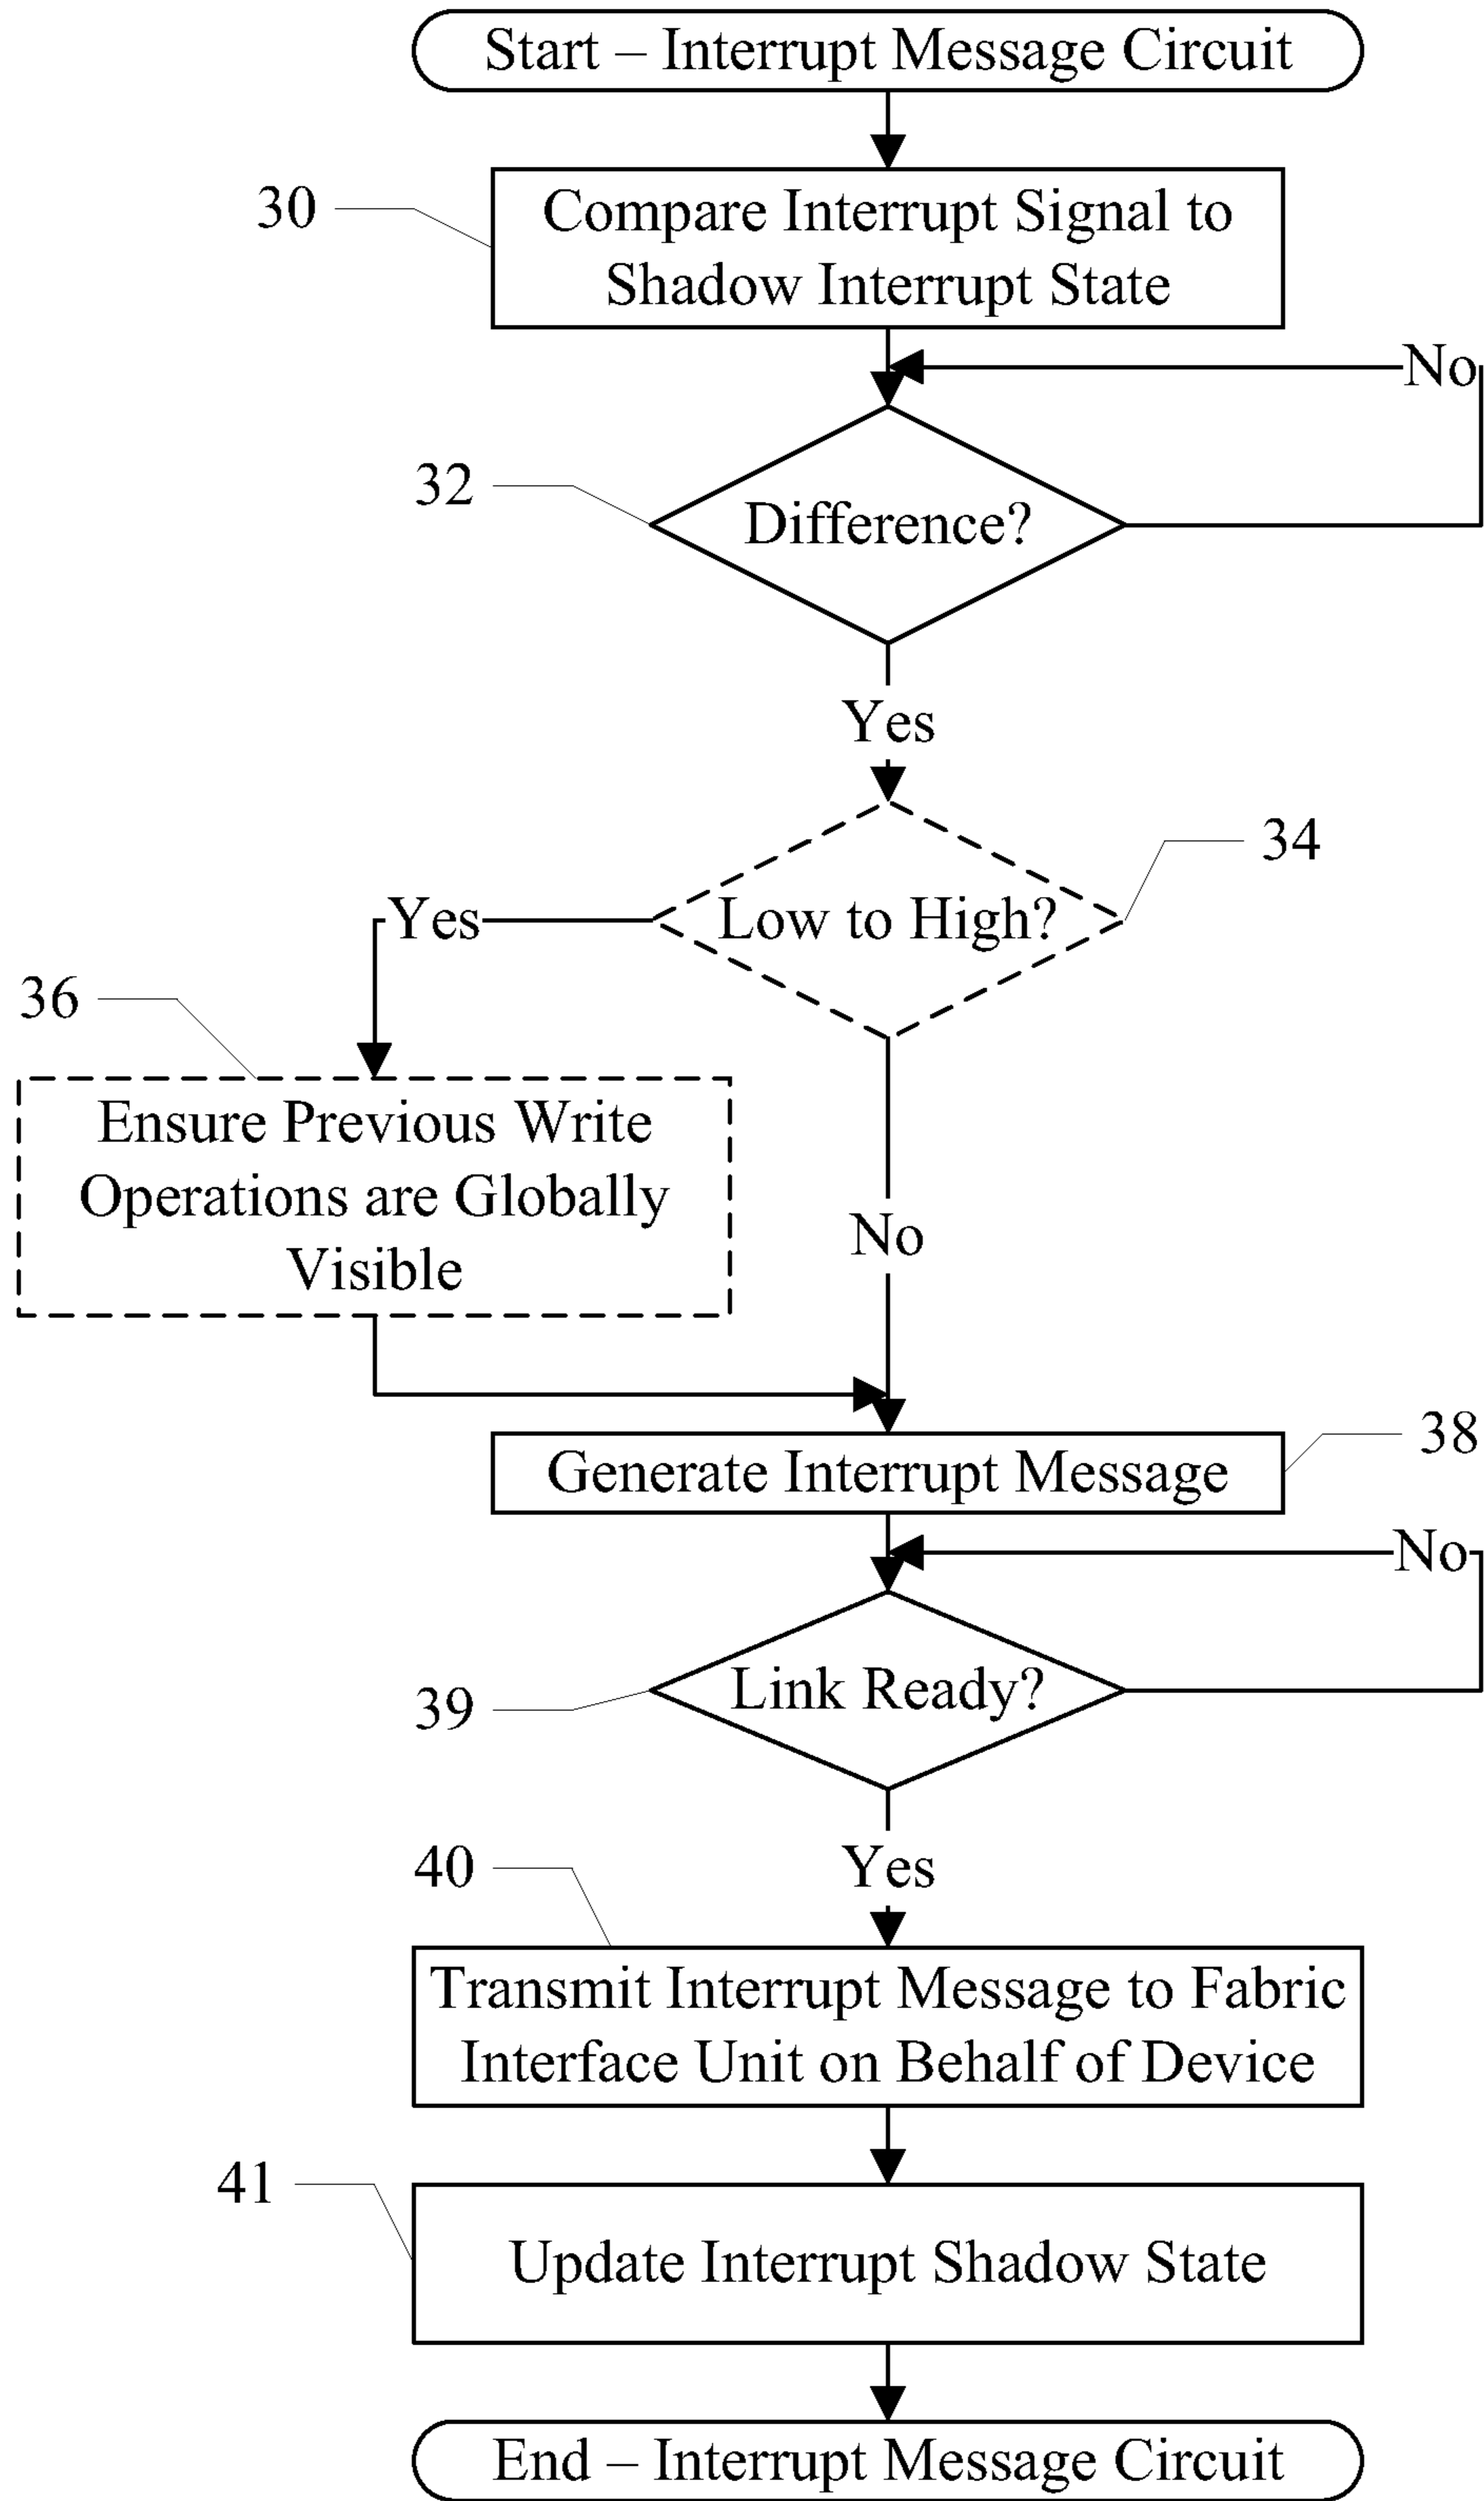 Start – Interrupt Message Circuit
30
Compare Interrupt Signal to
Shadow Interrupt State
No
32
Difference?
Yes
34
Low to High?
Yes
36
Ensure Previous Write
Operations are Globally
Visible
No
38
Generate Interrupt Message
No
Link Ready?
39
40
Yes
Transmit Interrupt Message to Fabric
Interface Unit on Behalf of Device
41
Update Interrupt Shadow State
End – Interrupt Message Circuit